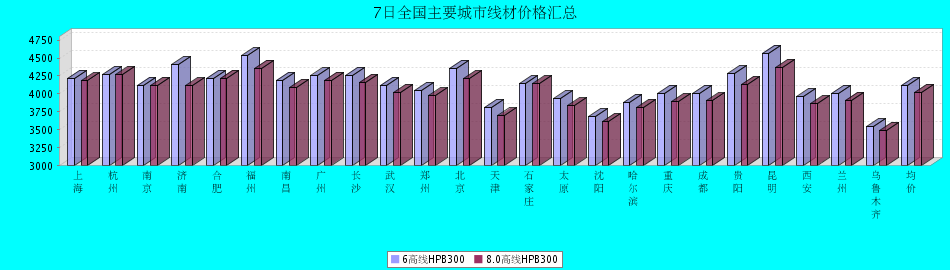 7日全国主要城市线材价格汇总
4750
4500
4250
4000
3750
3500
3250
3000
上海
杭州
南京
济南
合肥
福州
南昌
广州
长沙
武汉
郑州
北京
天津
石家庄
太原
沈阳
哈尔滨
重庆
成都
贵阳
昆明
西安
兰州
乌鲁木齐
均价
6高线HPB300
8.0高线HPB300